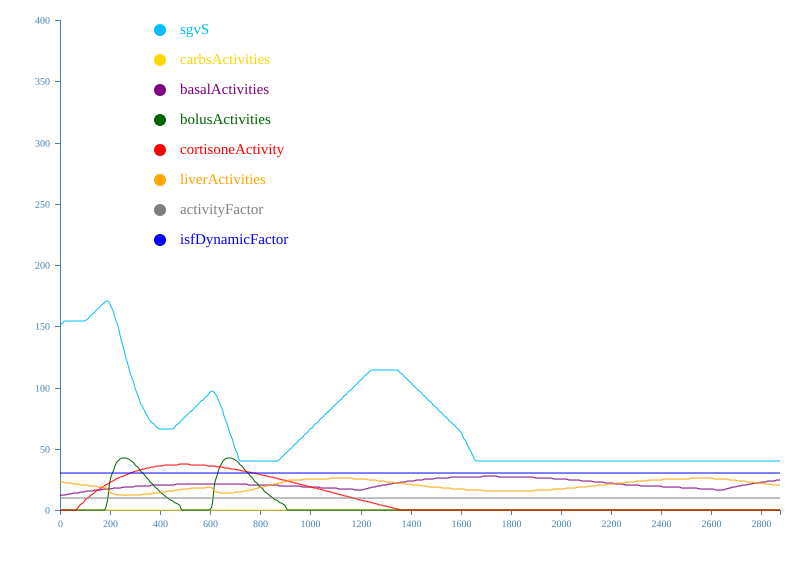 400
sgvS
carbsActivities
350
basalActivities
bolusActivities
300
cortisoneActivity
liverActivities
250
activityFactor
isfDynamicFactor
200
150
100
50
0
0 200 400 600 800 1000 1200 1400 1600 1800 2000 2200 2400 2600 2800